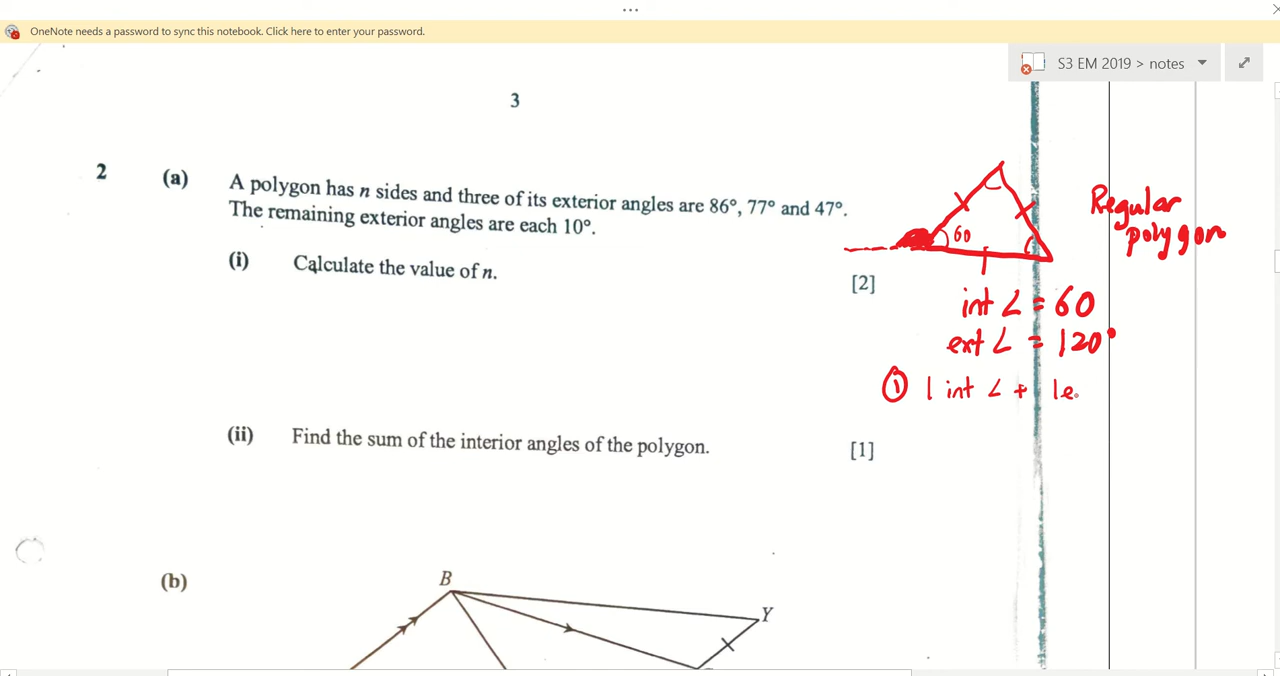 OneNote needs a password to sync this notebook. Click here to enter your password.
S3 EM 2019 > notes
3
2 (a) A polygon has n sides and three of its exterior angles are 86°, 77° and 47°.
The remaining exterior angles are each 10°.
(i) Calculate the value of n. [2]
60
Regular
polygon
int ∠ = 60
ext ∠ = 120°
① 1 int ∠ + 1e
(ii) Find the sum of the interior angles of the polygon. [1]
(b)
B
Y